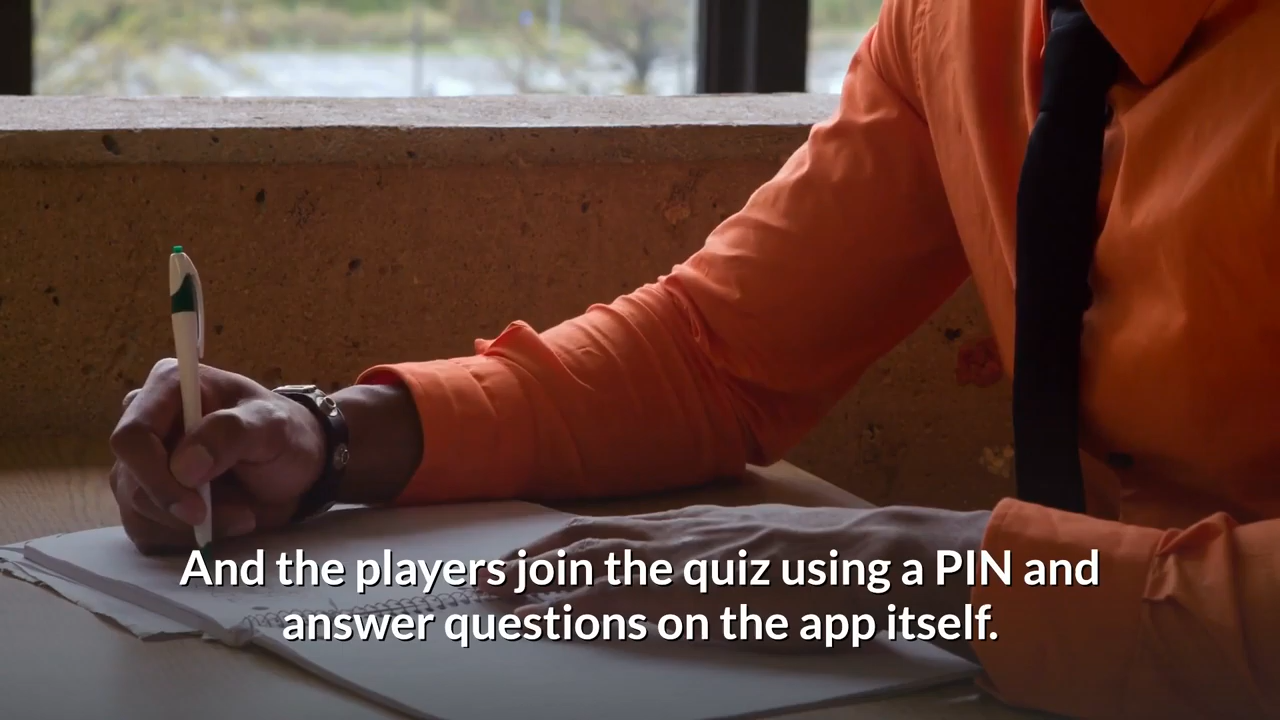 And the players join the quiz using a PIN and
answer questions on the app itself.